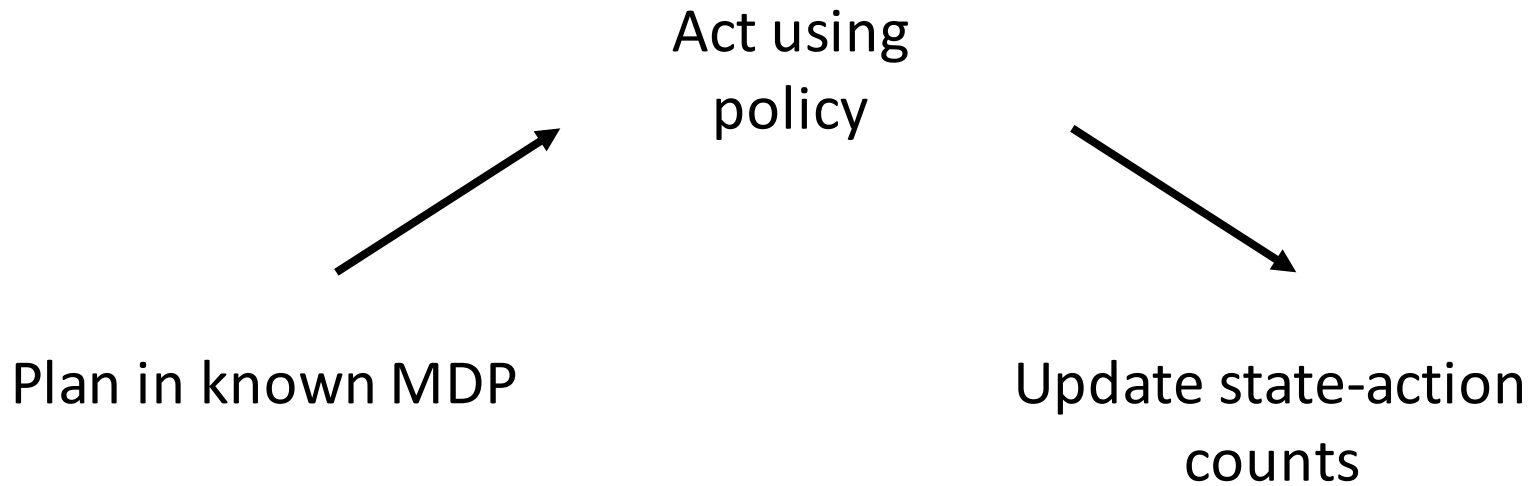 Act using
policy
Plan in known MDP
Update state-action
counts